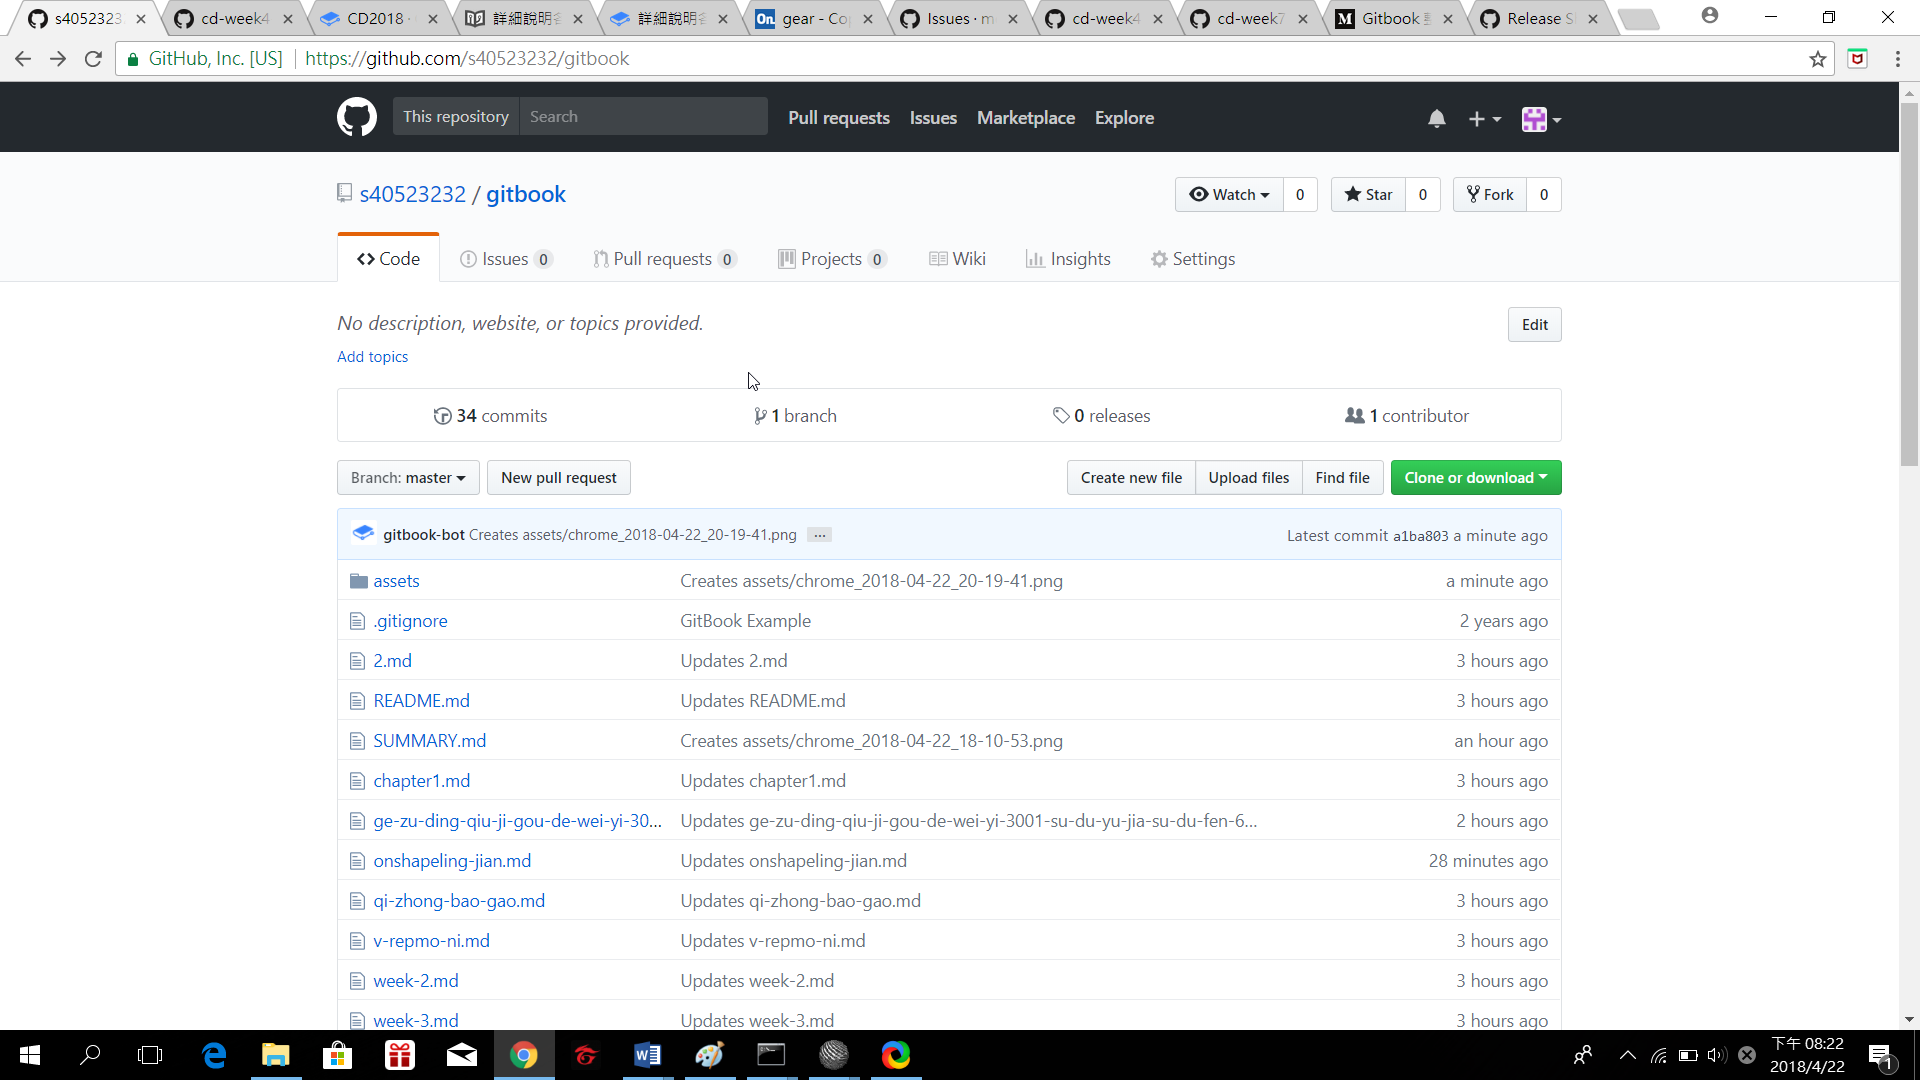 s4052323
cd-week4
CD2018 ·
詳細說明各
詳細說明各
gear - Co
Issues · m
cd-week4
cd-week7
Gitbook
Release S
GitHub, Inc. [US] https://github.com/s40523232/gitbook
This repository Search Pull requests Issues Marketplace Explore
s40523232 / gitbook
Watch 0 Star 0 Fork 0
Code Issues 0 Pull requests 0 Projects 0 Wiki Insights Settings
No description, website, or topics provided. Edit
Add topics
34 commits 1 branch 0 releases 1 contributor
Branch: master New pull request Create new file Upload files Find file Clone or download
gitbook-bot Creates assets/chrome_2018-04-22_20-19-41.png ... Latest commit a1ba803 a minute ago
assets Creates assets/chrome_2018-04-22_20-19-41.png a minute ago
.gitignore GitBook Example 2 years ago
2.md Updates 2.md 3 hours ago
README.md Updates README.md 3 hours ago
SUMMARY.md Creates assets/chrome_2018-04-22_18-10-53.png an hour ago
chapter1.md Updates chapter1.md 3 hours ago
ge-zu-ding-qiu-ji-gou-de-wei-yi-30... Updates ge-zu-ding-qiu-ji-gou-de-wei-yi-3001-su-du-yu-jia-su-du-fen-6... 2 hours ago
onshapeling-jian.md Updates onshapeling-jian.md 28 minutes ago
qi-zhong-bao-gao.md Updates qi-zhong-bao-gao.md 3 hours ago
v-repmo-ni.md Updates v-repmo-ni.md 3 hours ago
week-2.md Updates week-2.md 3 hours ago
week-3.md Updates week-3.md 3 hours ago
下午 08:22
2018/4/22
1